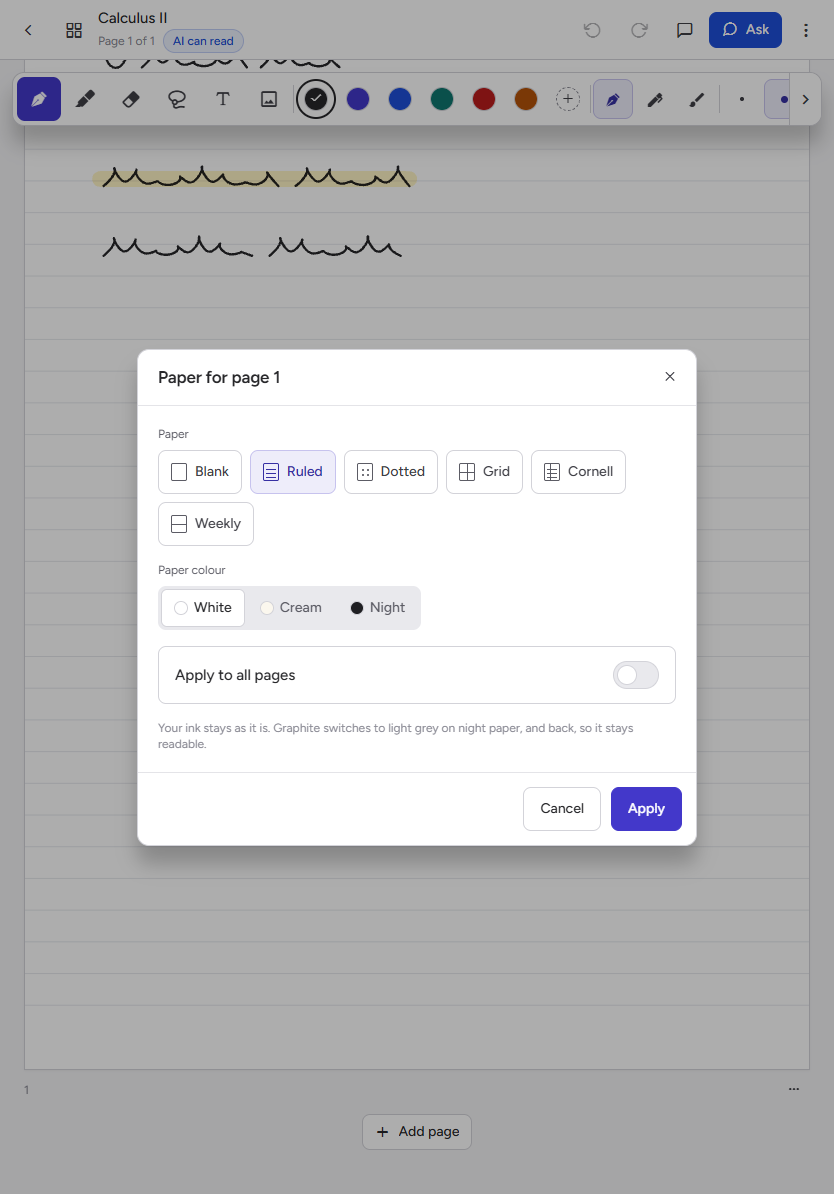 Calculus II
Page 1 of 1 AI can read
Ask
T
Paper for page 1
Paper
Blank Ruled Dotted Grid Cornell
Weekly
Paper colour
White Cream Night
Apply to all pages
Your ink stays as it is. Graphite switches to light grey on night paper, and back, so it stays
readable.
Cancel Apply
1
Add page